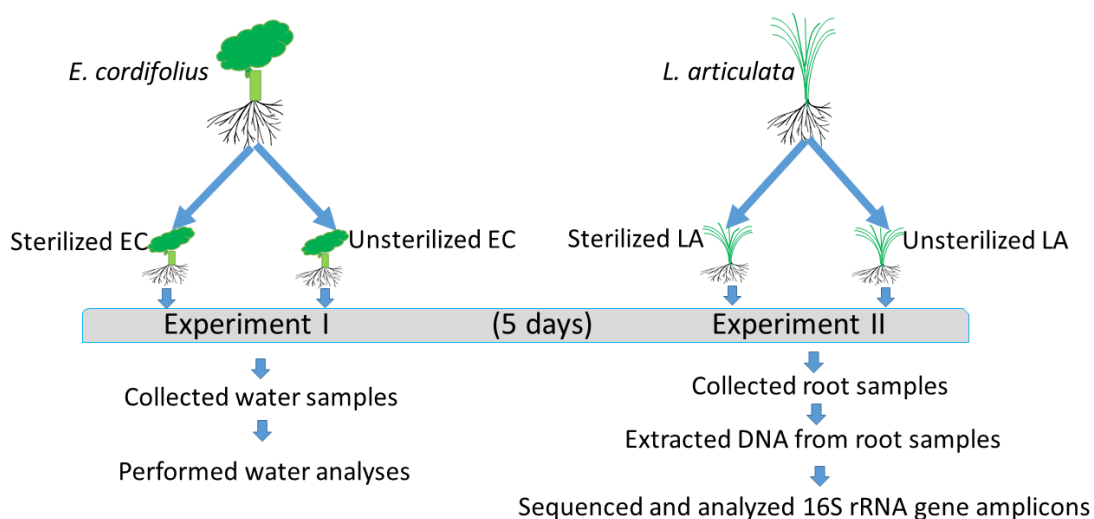 E. cordifolius
L. articulata
Sterilized EC
Unsterilized EC
Sterilized LA
Unsterilized LA
Experiment I (5 days) Experiment II
Collected water samples
Performed water analyses
Collected root samples
Extracted DNA from root samples
Sequenced and analyzed 16S rRNA gene amplicons